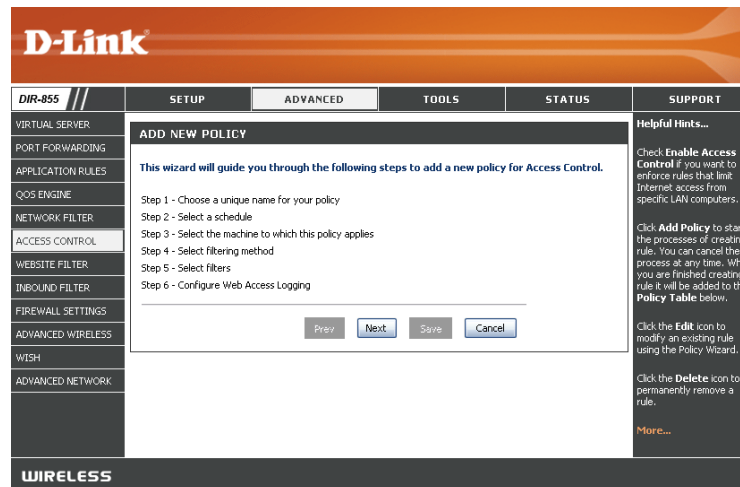 D-Link
DIR-855
SETUP
ADVANCED
TOOLS
STATUS
SUPPORT
VIRTUAL SERVER
PORT FORWARDING
APPLICATION RULES
QOS ENGINE
NETWORK FILTER
ACCESS CONTROL
WEBSITE FILTER
INBOUND FILTER
FIREWALL SETTINGS
ADVANCED WIRELESS
WISH
ADVANCED NETWORK
ADD NEW POLICY
This wizard will guide you through the following steps to add a new policy for Access Control.
Step 1 - Choose a unique name for your policy
Step 2 - Select a schedule
Step 3 - Select the machine to which this policy applies
Step 4 - Select filtering method
Step 5 - Select filters
Step 6 - Configure Web Access Logging
Prev
Next
Save
Cancel
Helpful Hints...
Check Enable Access
Control if you want to
enforce rules that limit
Internet access from
specific LAN computers.
Click Add Policy to
the processes of
rule. You can cancel the
process at any time.
you are finished
rule it will be added to
Policy Table below.
Click the Edit icon to
modify an existing rule
using the Policy Wizard.
Click the Delete icon to
permanently remove a
rule.
More...
WIRELESS